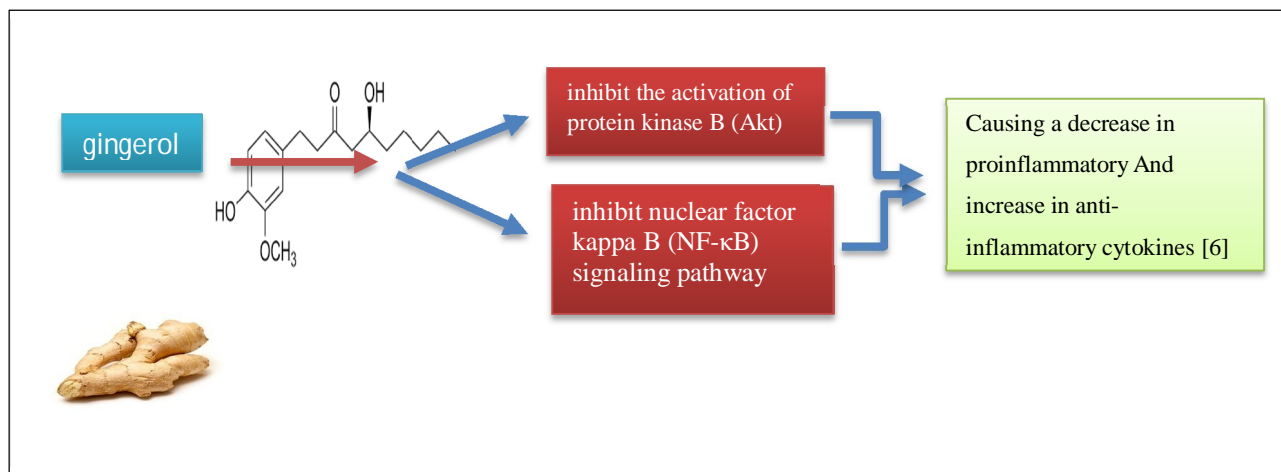 gingerol
O
OH
HO
OCH3
inhibit the activation of
protein kinase B (Akt)
inhibit nuclear factor
kappa B (NF-κB)
signaling pathway
Causing a decrease in
proinflammatory And
increase in anti-
inflammatory cytokines [6]